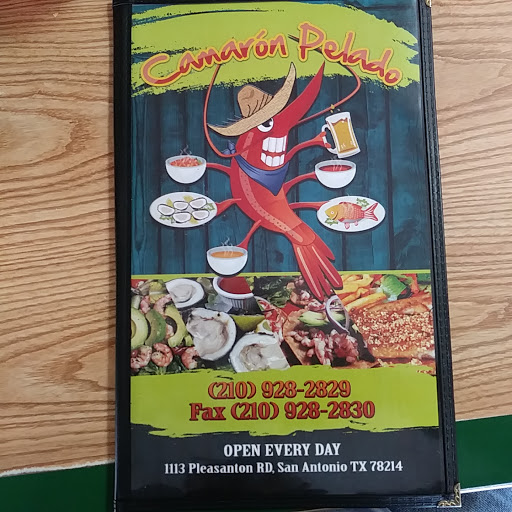 Camarón Pelado
(210) 928-2829
Fax (210) 928-2830
OPEN EVERY DAY
1113 Pleasanton RD, San Antonio TX 78214